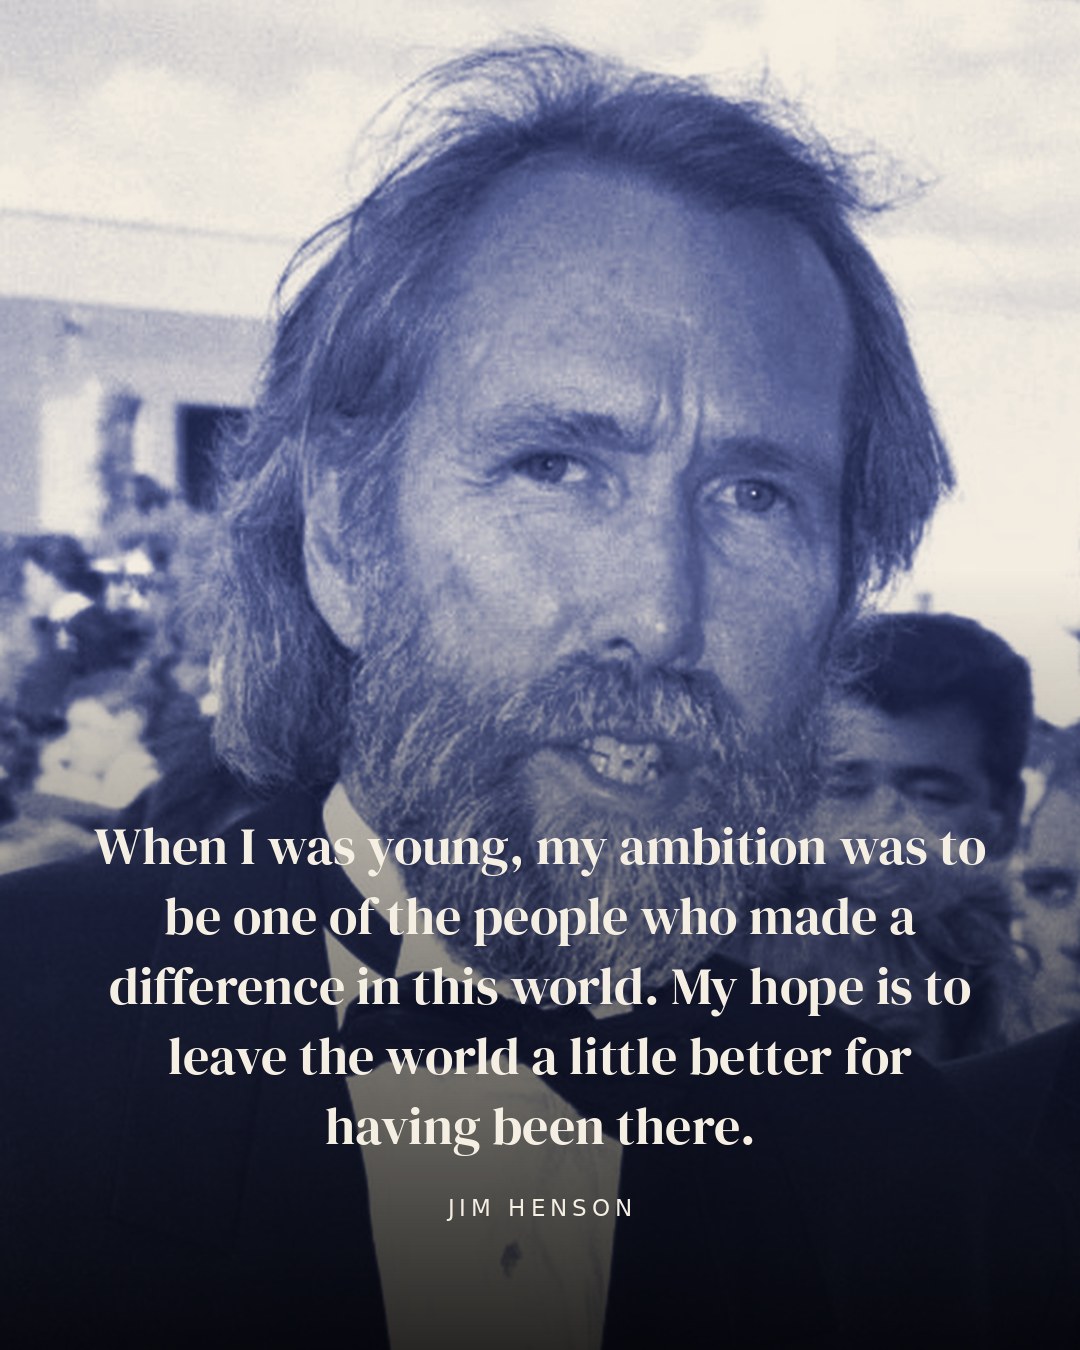 When I was young, my ambition was to
be one of the people who made a
difference in this world. My hope is to
leave the world a little better for
having been there.
JIM HENSON